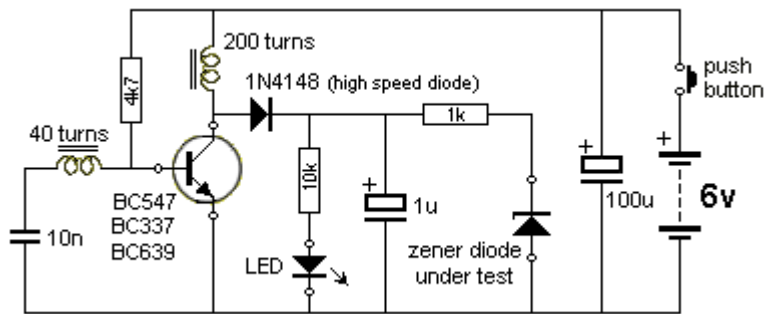 200 turns
1N4148 (high speed diode)
push
button
4k7
40 turns
1k
+
BC547
BC337
BC639
10k
+
1u
+
100u
6v
10n
LED
zener diode
under test